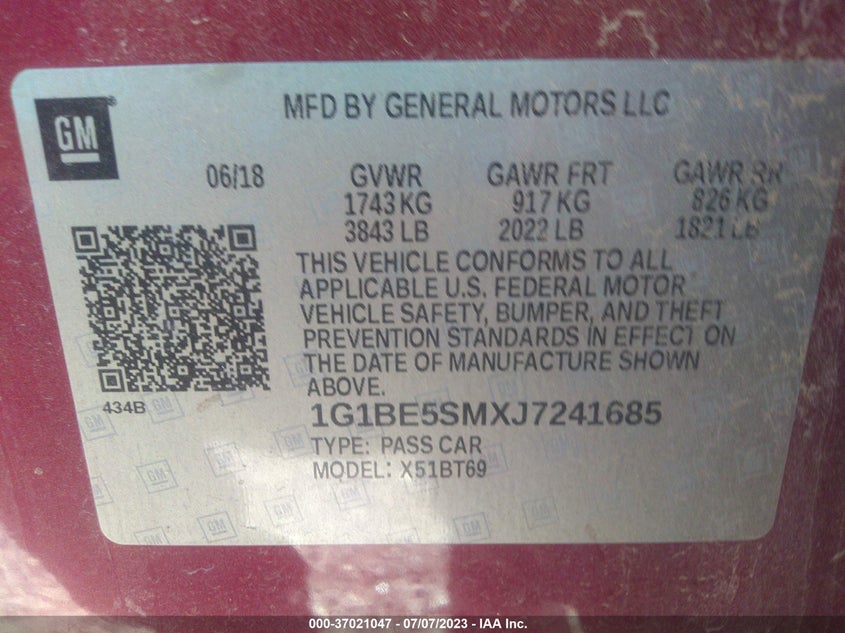 GM
MFD BY GENERAL MOTORS LLC
06/18 GVWR GAWR FRT GAWR RR
1743 KG 917 KG 826 KG
3843 LB 2022 LB 1821 LB
THIS VEHICLE CONFORMS TO ALL
APPLICABLE U.S. FEDERAL MOTOR
VEHICLE SAFETY, BUMPER, AND THEFT
PREVENTION STANDARDS IN EFFECT ON
THE DATE OF MANUFACTURE SHOWN
ABOVE.
434B
1G1BE5SMXJ7241685
TYPE: PASS CAR
MODEL: X51BT69
000-37021047 - 07/07/2023 - IAA Inc.